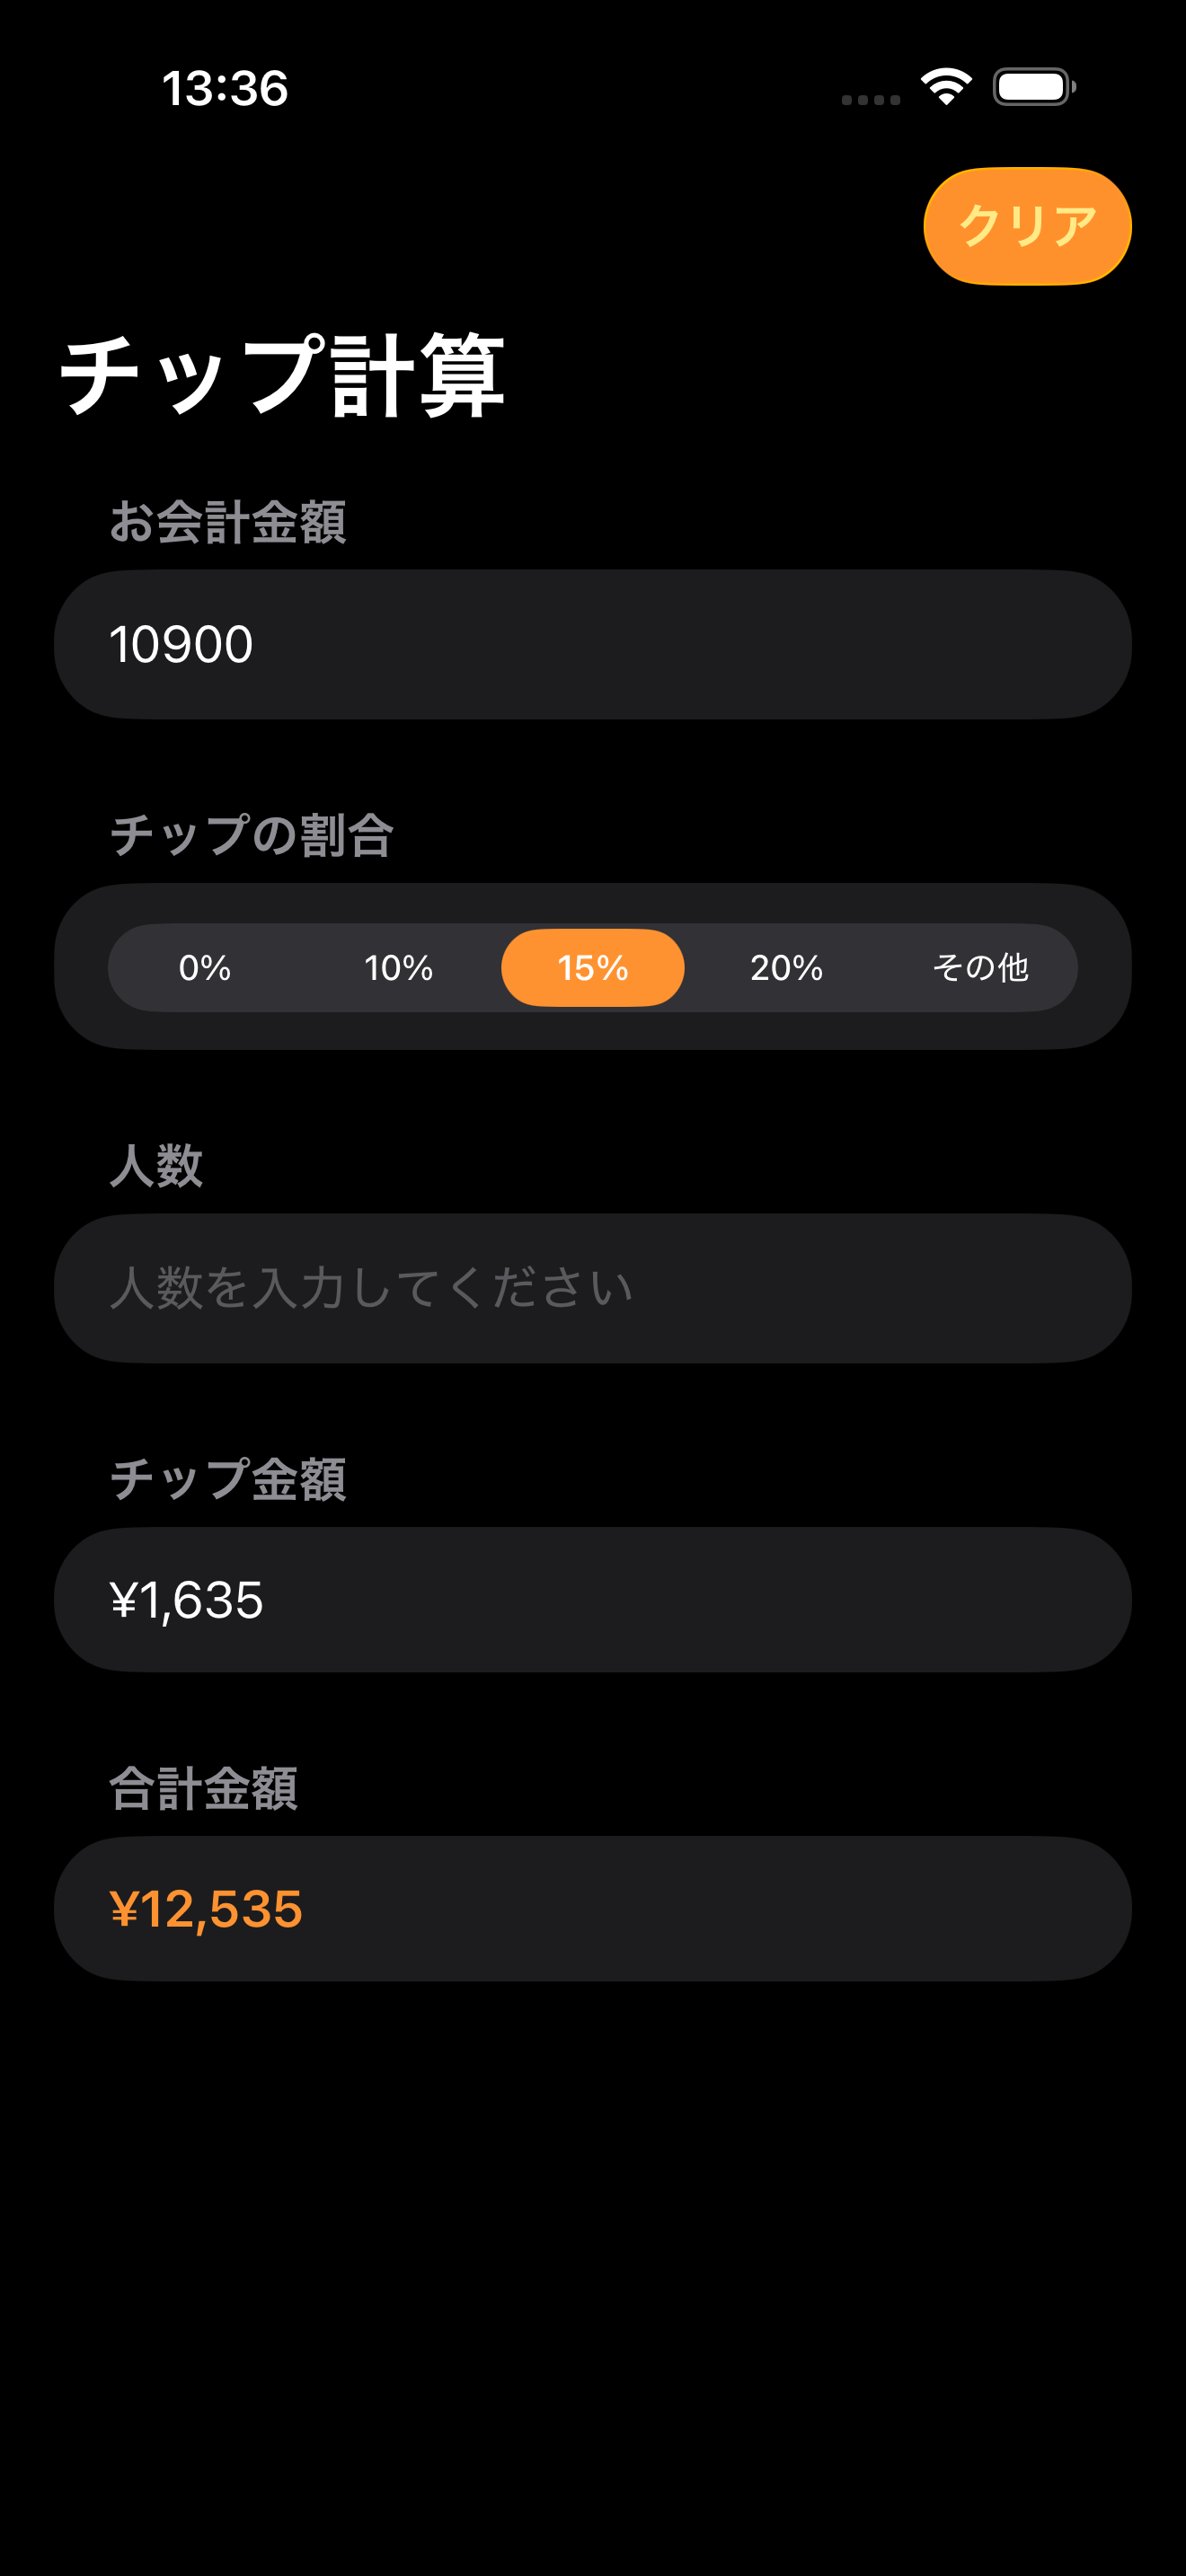 13:36
クリア
チップ計算
お会計金額
10900
チップの割合
0% 10% 15% 20% その他
人数
人数を入力してください
チップ金額
¥1,635
合計金額
¥12,535